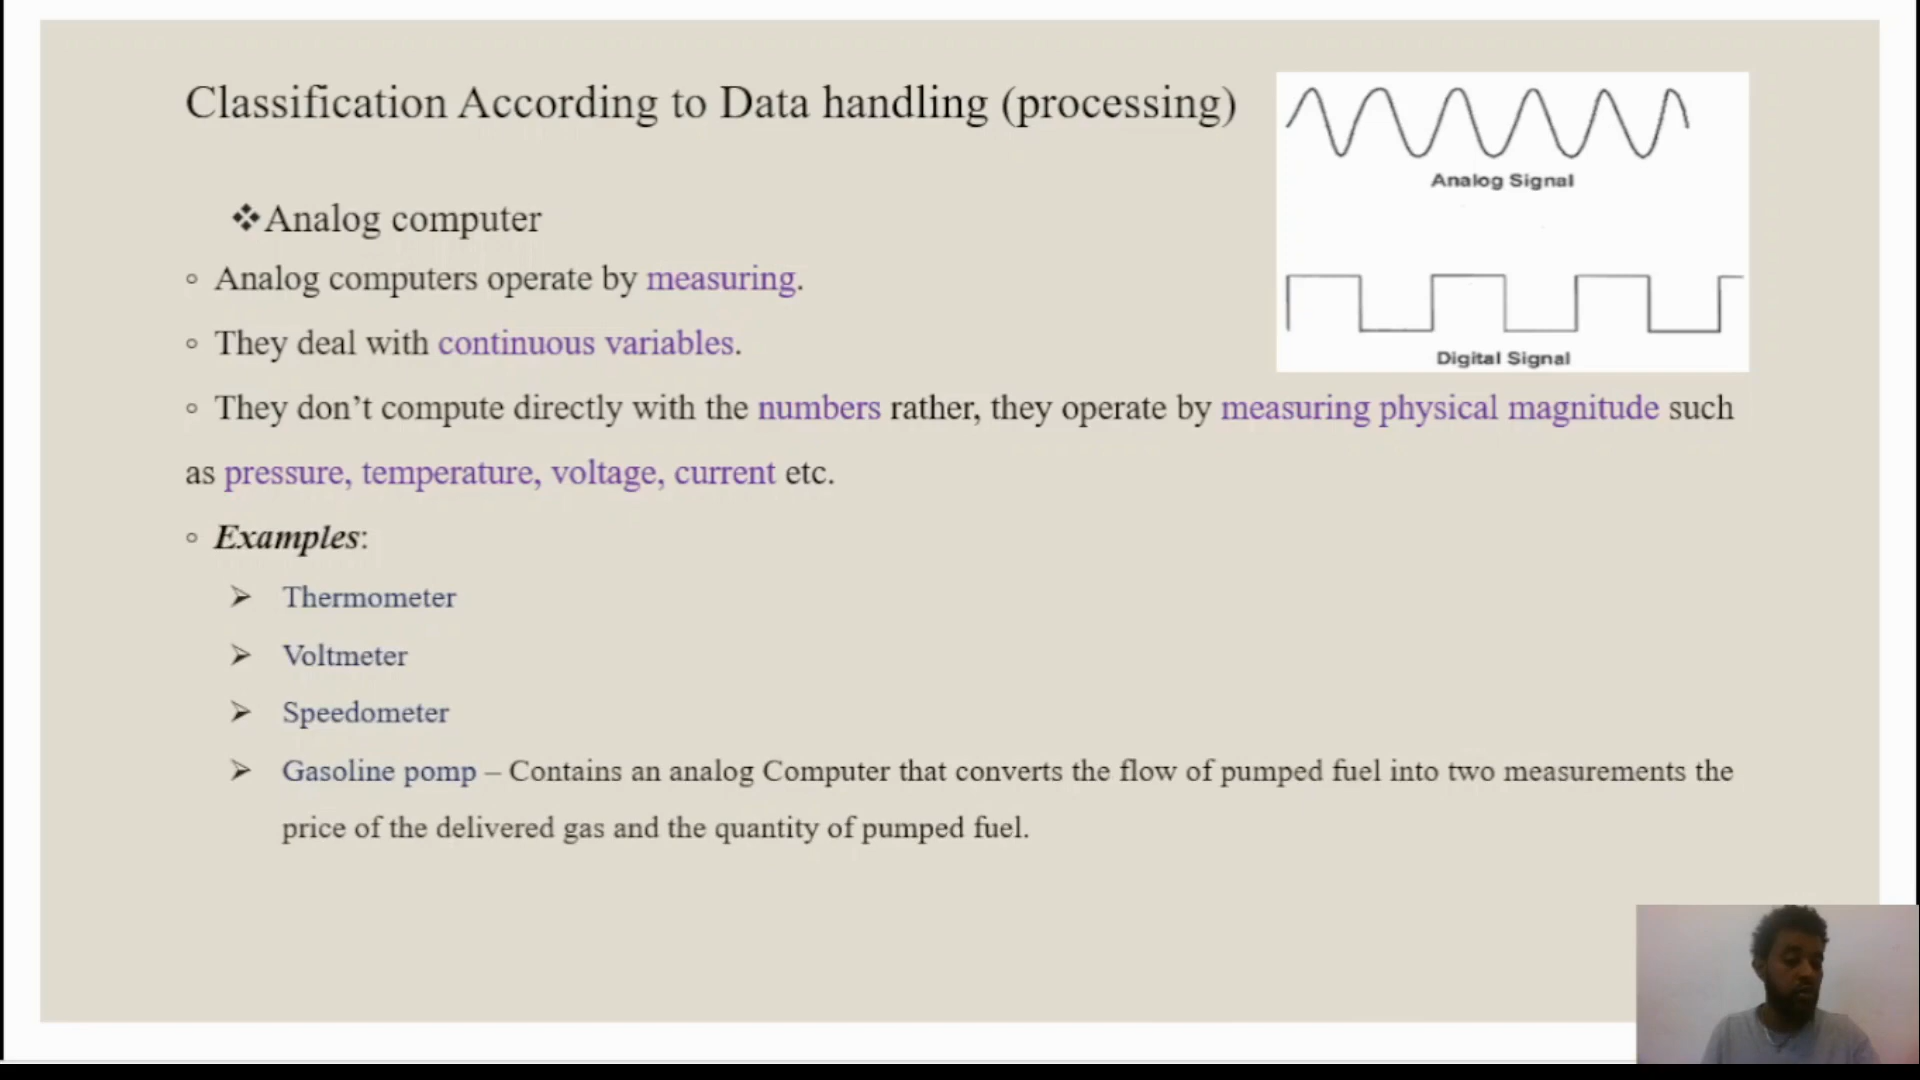 Classification According to Data handling (processing)
Analog Signal
❖Analog computer
◦ Analog computers operate by measuring.
◦ They deal with continuous variables.
Digital Signal
◦ They don’t compute directly with the numbers rather, they operate by measuring physical magnitude such
as pressure, temperature, voltage, current etc.
◦ Examples:
➢ Thermometer
➢ Voltmeter
➢ Speedometer
➢ Gasoline pomp – Contains an analog Computer that converts the flow of pumped fuel into two measurements the
price of the delivered gas and the quantity of pumped fuel.